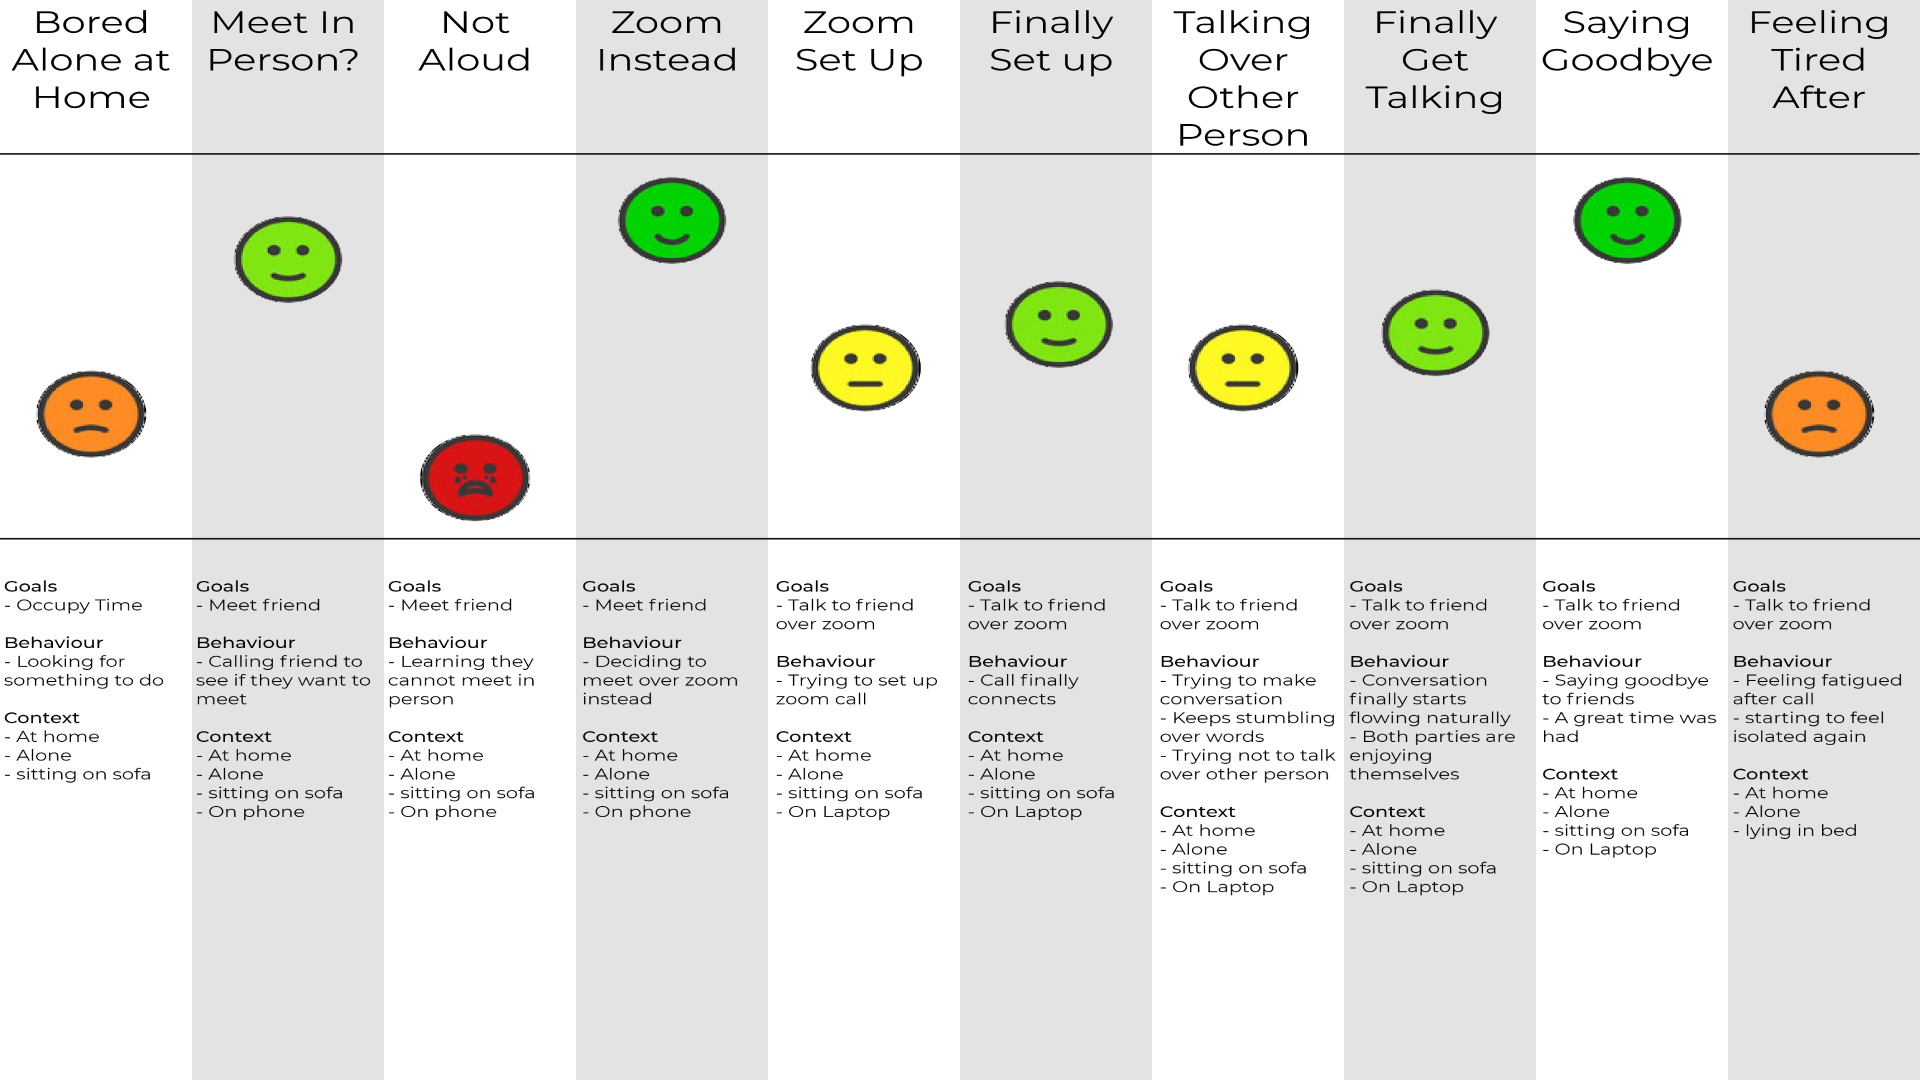 Bored
Alone at
Home
Meet In
Person?
Not
Aloud
Zoom
Instead
Zoom
Set Up
Finally
Set up
Talking
Over
Other
Person
Finally
Get
Talking
Saying
Goodbye
Feeling
Tired
After
Goals
- Occupy Time
Behaviour
- Looking for
something to do
Context
- At home
- Alone
- sitting on sofa
Goals
- Meet friend
Behaviour
- Calling friend to
see if they want to
meet
Context
- At home
- Alone
- sitting on sofa
- On phone
Goals
- Meet friend
Behaviour
- Learning they
cannot meet in
person
Context
- At home
- Alone
- sitting on sofa
- On phone
Goals
- Meet friend
Behaviour
- Deciding to
meet over zoom
instead
Context
- At home
- Alone
- sitting on sofa
- On phone
Goals
- Talk to friend
over zoom
Behaviour
- Trying to set up
zoom call
Context
- At home
- Alone
- sitting on sofa
- On Laptop
Goals
- Talk to friend
over zoom
Behaviour
- Call finally
connects
Context
- At home
- Alone
- sitting on sofa
- On Laptop
Goals
- Talk to friend
over zoom
Behaviour
- Trying to make
conversation
- Keeps stumbling
over words
- Trying not to talk
over other person
Context
- At home
- Alone
- sitting on sofa
- On Laptop
Goals
- Talk to friend
over zoom
Behaviour
- Conversation
finally starts
flowing naturally
- Both parties are
enjoying
themselves
Context
- At home
- Alone
- sitting on sofa
- On Laptop
Goals
- Talk to friend
over zoom
Behaviour
- Saying goodbye
to friends
- A great time was
had
Context
- At home
- Alone
- sitting on sofa
- On Laptop
Goals
- Talk to friend
over zoom
Behaviour
- Feeling fatigued
after call
- starting to feel
isolated again
Context
- At home
- Alone
- lying in bed